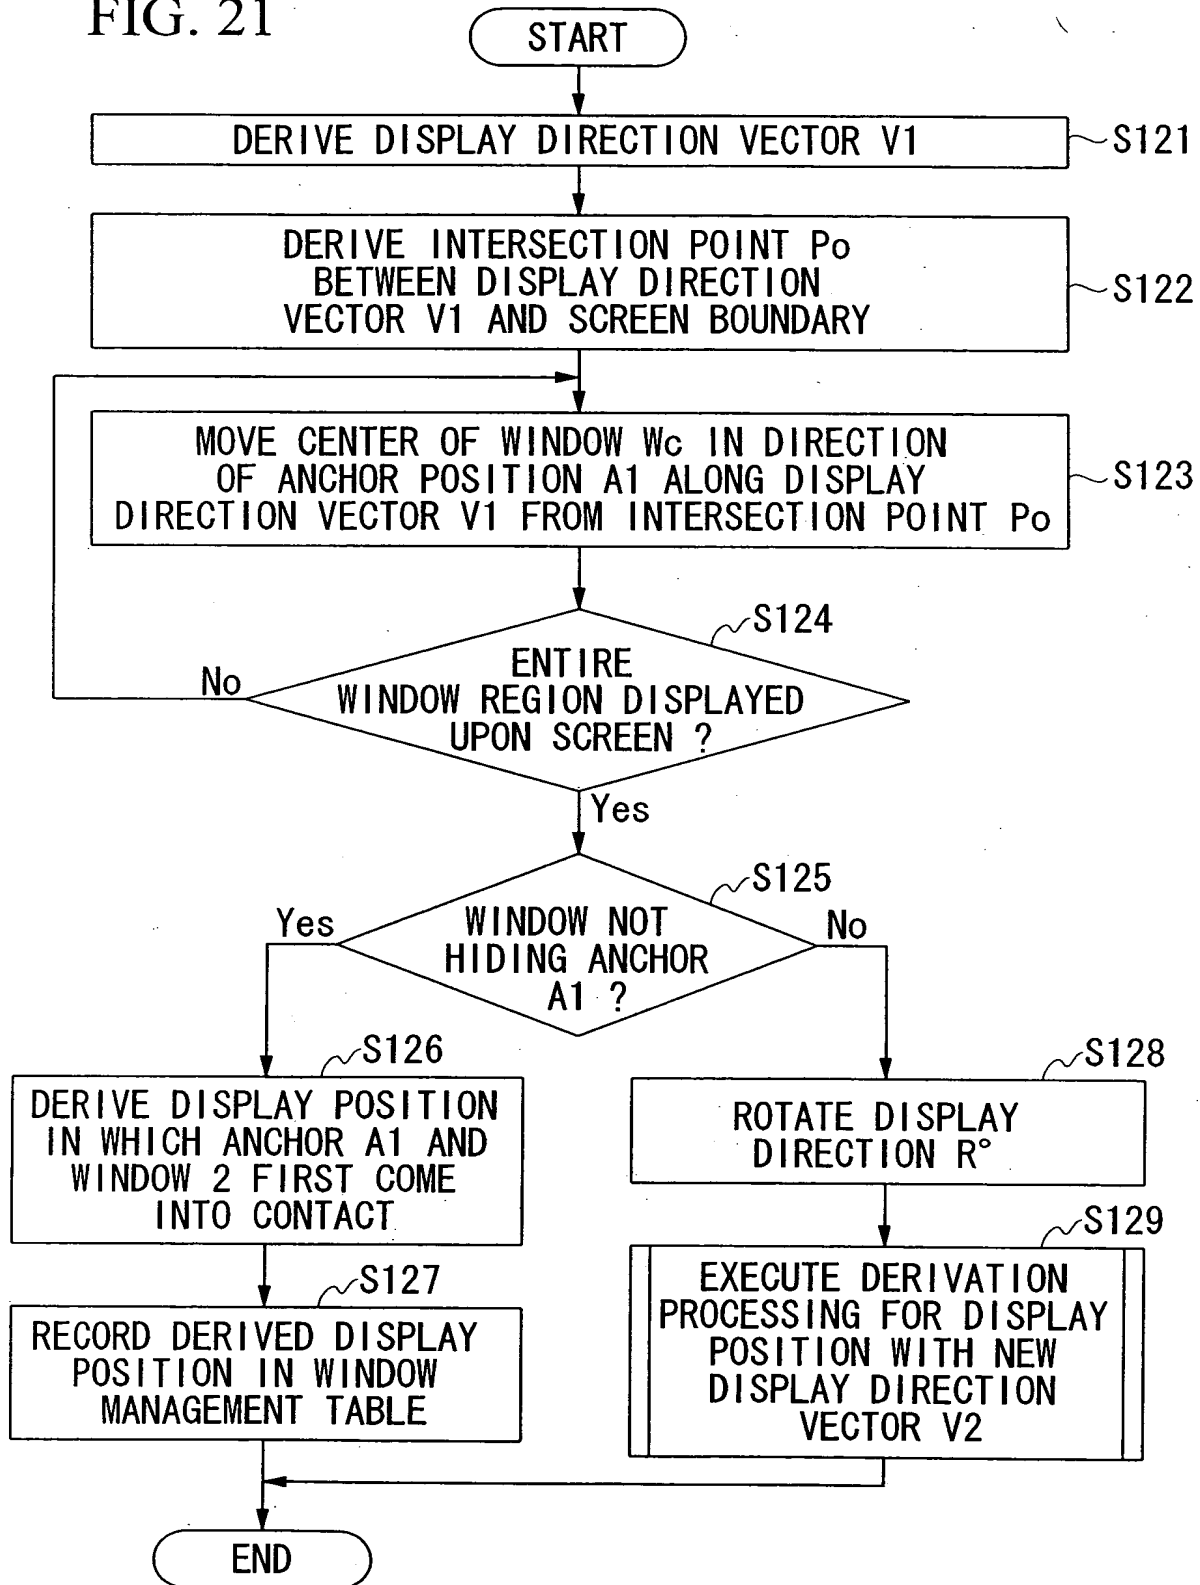 FIG. 21
START
DERIVE DISPLAY DIRECTION VECTOR V1
S121
DERIVE INTERSECTION POINT Po
BETWEEN DISPLAY DIRECTION
VECTOR V1 AND SCREEN BOUNDARY
S122
MOVE CENTER OF WINDOW Wc IN DIRECTION
OF ANCHOR POSITION A1 ALONG DISPLAY
DIRECTION VECTOR V1 FROM INTERSECTION POINT Po
S123
S124
ENTIRE
WINDOW REGION DISPLAYED
UPON SCREEN ?
No
Yes
S125
WINDOW NOT
HIDING ANCHOR
A1 ?
Yes
No
S126
DERIVE DISPLAY POSITION
IN WHICH ANCHOR A1 AND
WINDOW 2 FIRST COME
INTO CONTACT
S127
RECORD DERIVED DISPLAY
POSITION IN WINDOW
MANAGEMENT TABLE
S128
ROTATE DISPLAY
DIRECTION R°
S129
EXECUTE DERIVATION
PROCESSING FOR DISPLAY
POSITION WITH NEW
DISPLAY DIRECTION
VECTOR V2
END